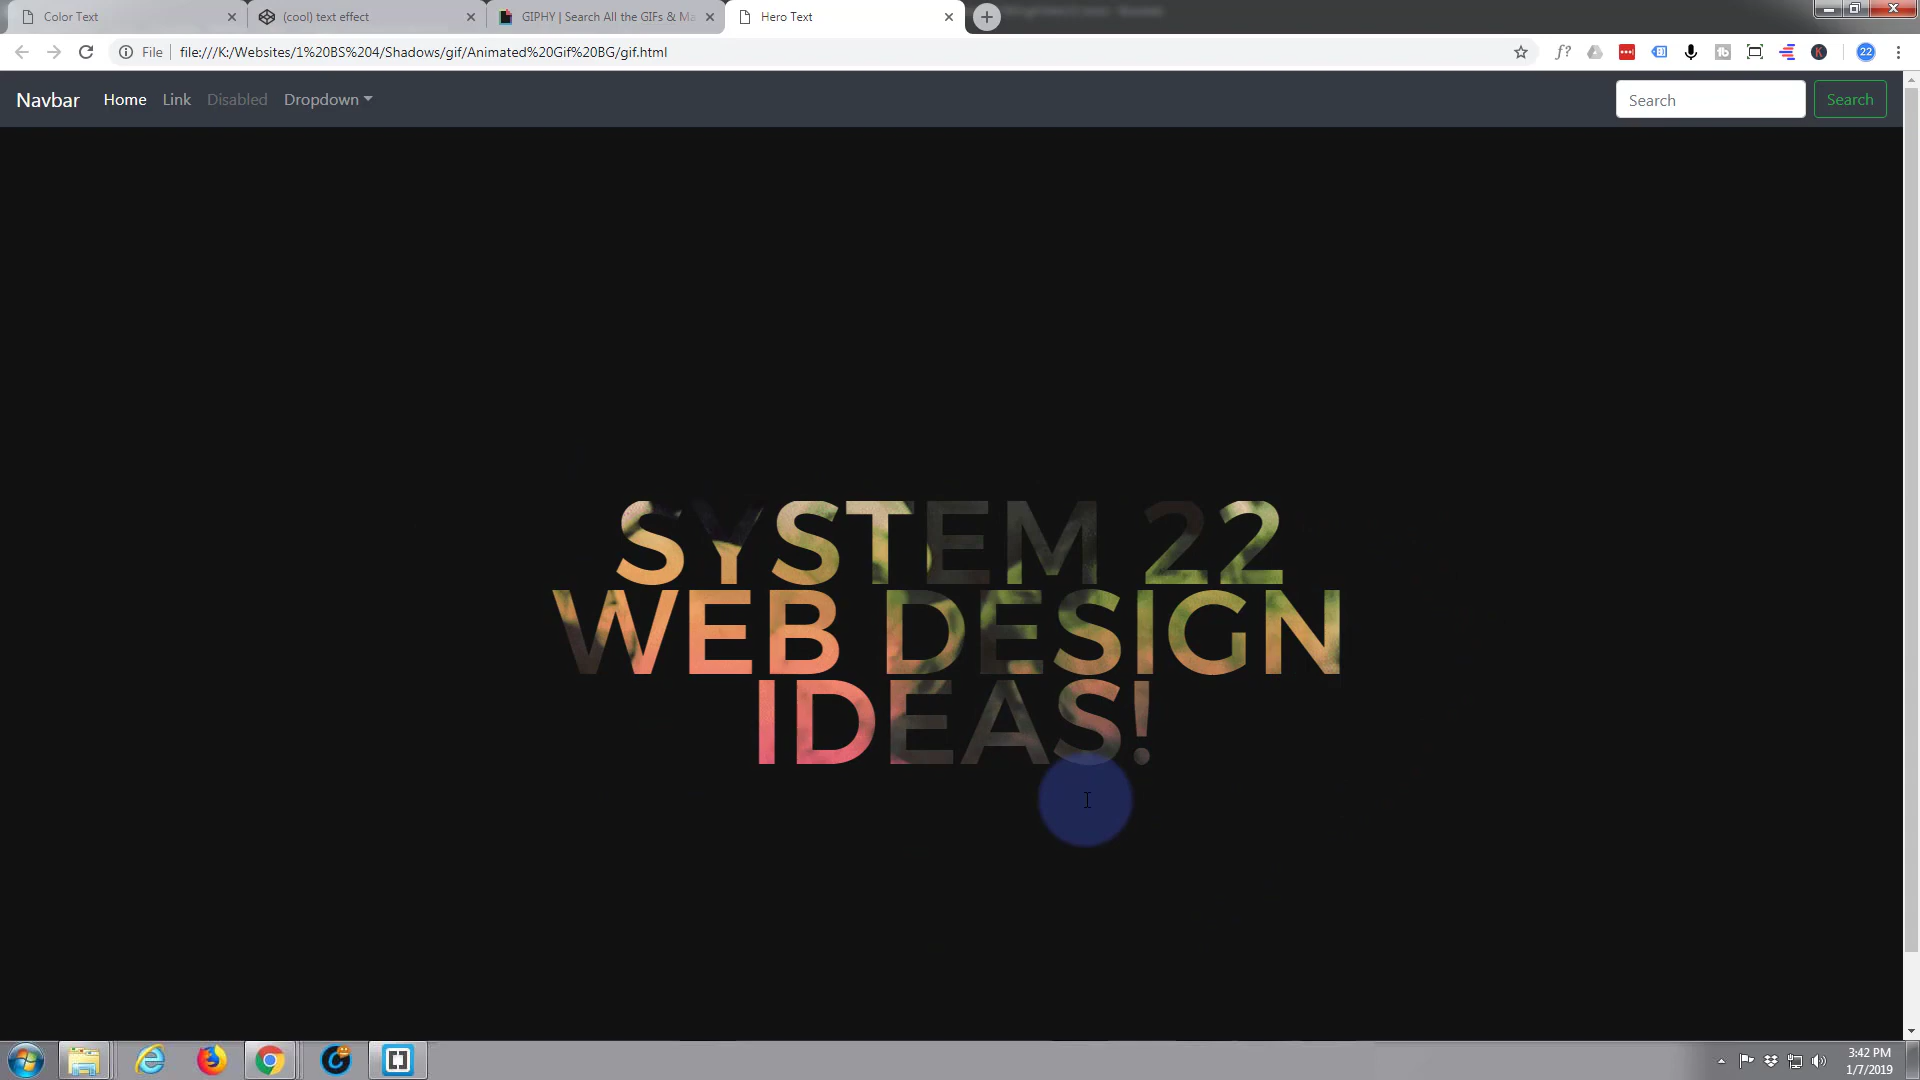 Color Text
(cool) text effect
GIPHY | Search All the GIFs & Ma
Hero Text
File
file:///K:/Websites/1%20BS%204/Shadows/gif/Animated%20Gif%20BG/gif.html
f?
22
Navbar
Home
Link
Disabled
Dropdown
Search
Search
SYSTEM 22
WEB DESIGN
IDEAS!
3:42 PM
1/7/2019